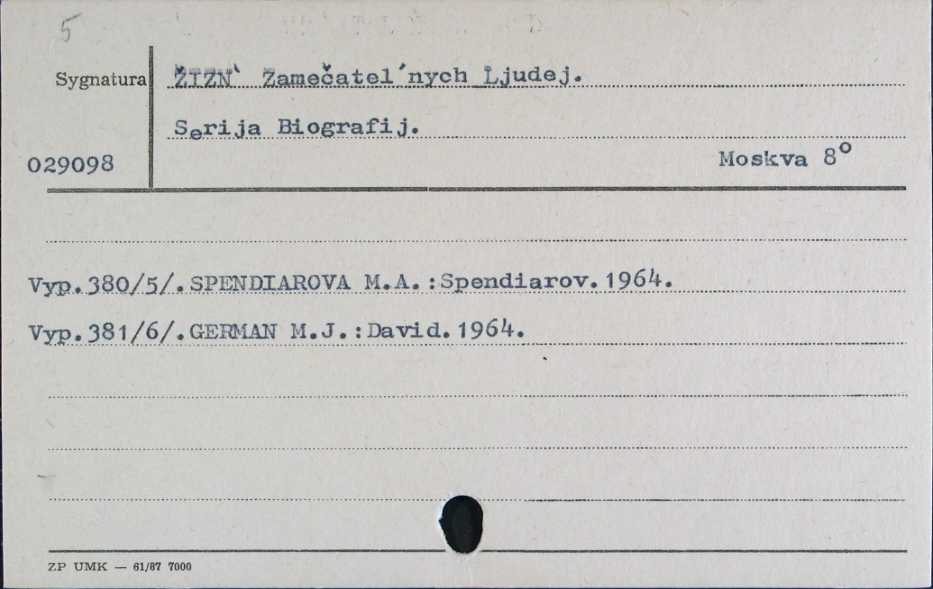 5
Sygnatura ŽIZN' Zamečatel'nych Ljudej.
Serija Biografij.
029098 Moskva 8º
Vyp.380/5/.SPENDIAROVA M.A.:Spendiarov.1964.
Vyp.381/6/.GERMAN M.J.:David.1964.
ZP UMK — 61/87 7000